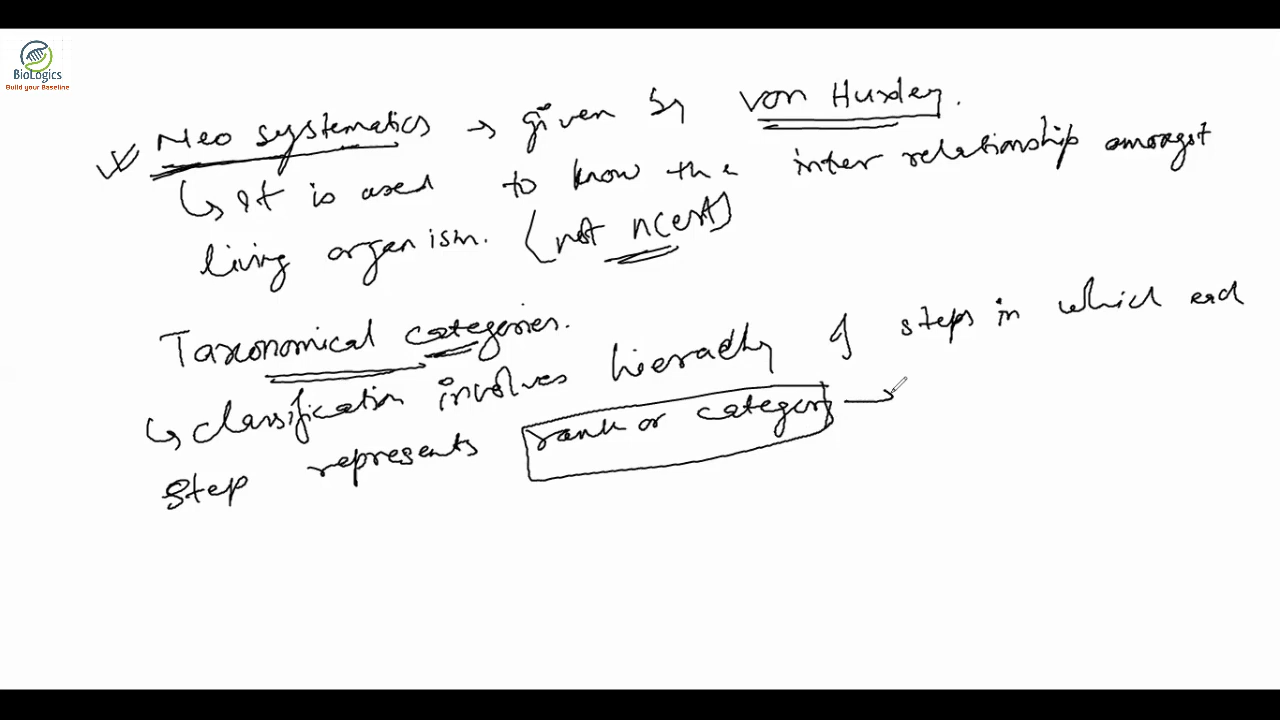 BioLogics
Build your Baseline
Neo systematics → given by von Huxley.
↳ It is used to know the inter relationship amongst
living organism. (not ncert)
Taxonomical categories.
↳ classification involves hierachy of steps in which each
step represents rank or category →